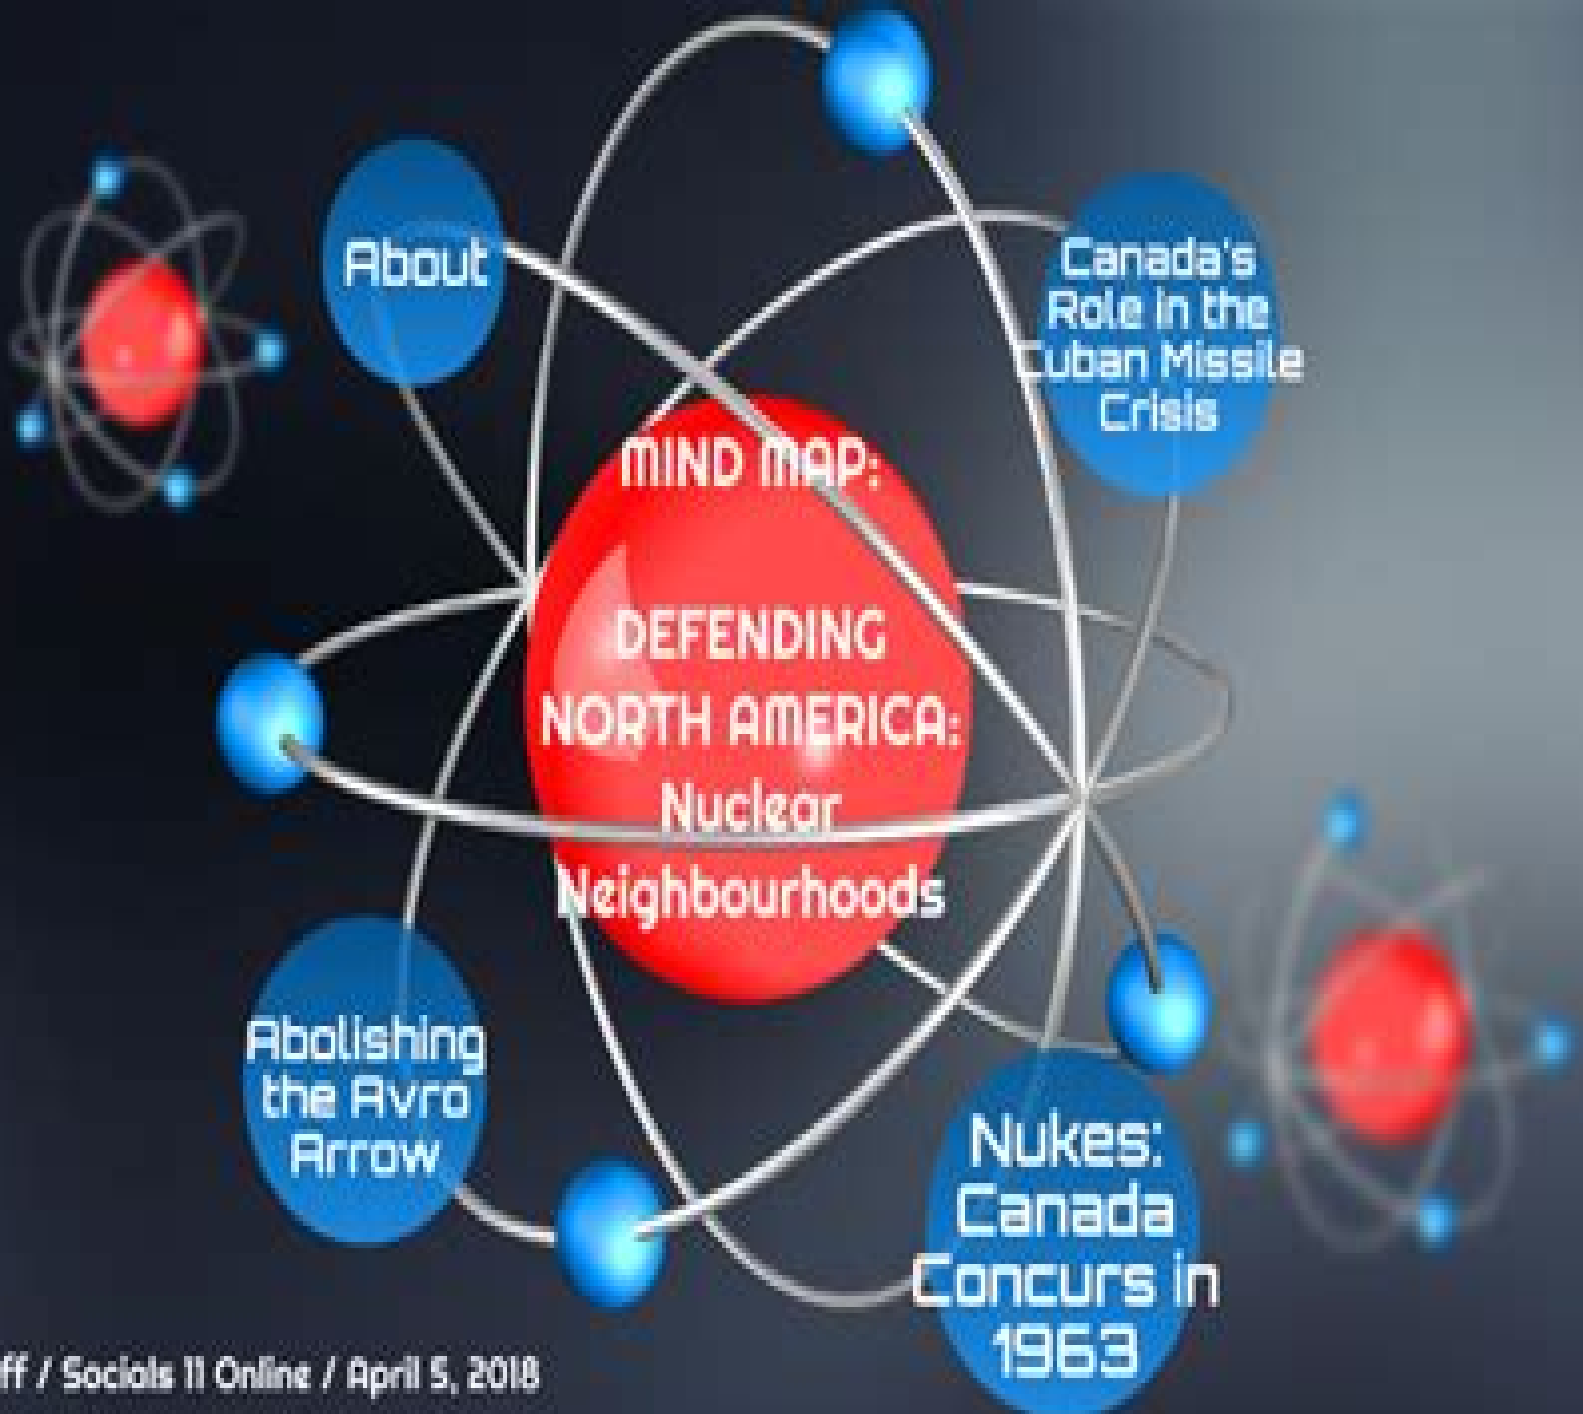 About
Canada's
Role in the
Cuban Missile
Crisis
MIND MAP:
DEFENDING
NORTH AMERICA:
Nuclear
Neighbourhoods
Abolishing
the Avro
Arrow
Nukes:
Canada
Concurs in
1963
ff / Socials 11 Online / April 5, 2018